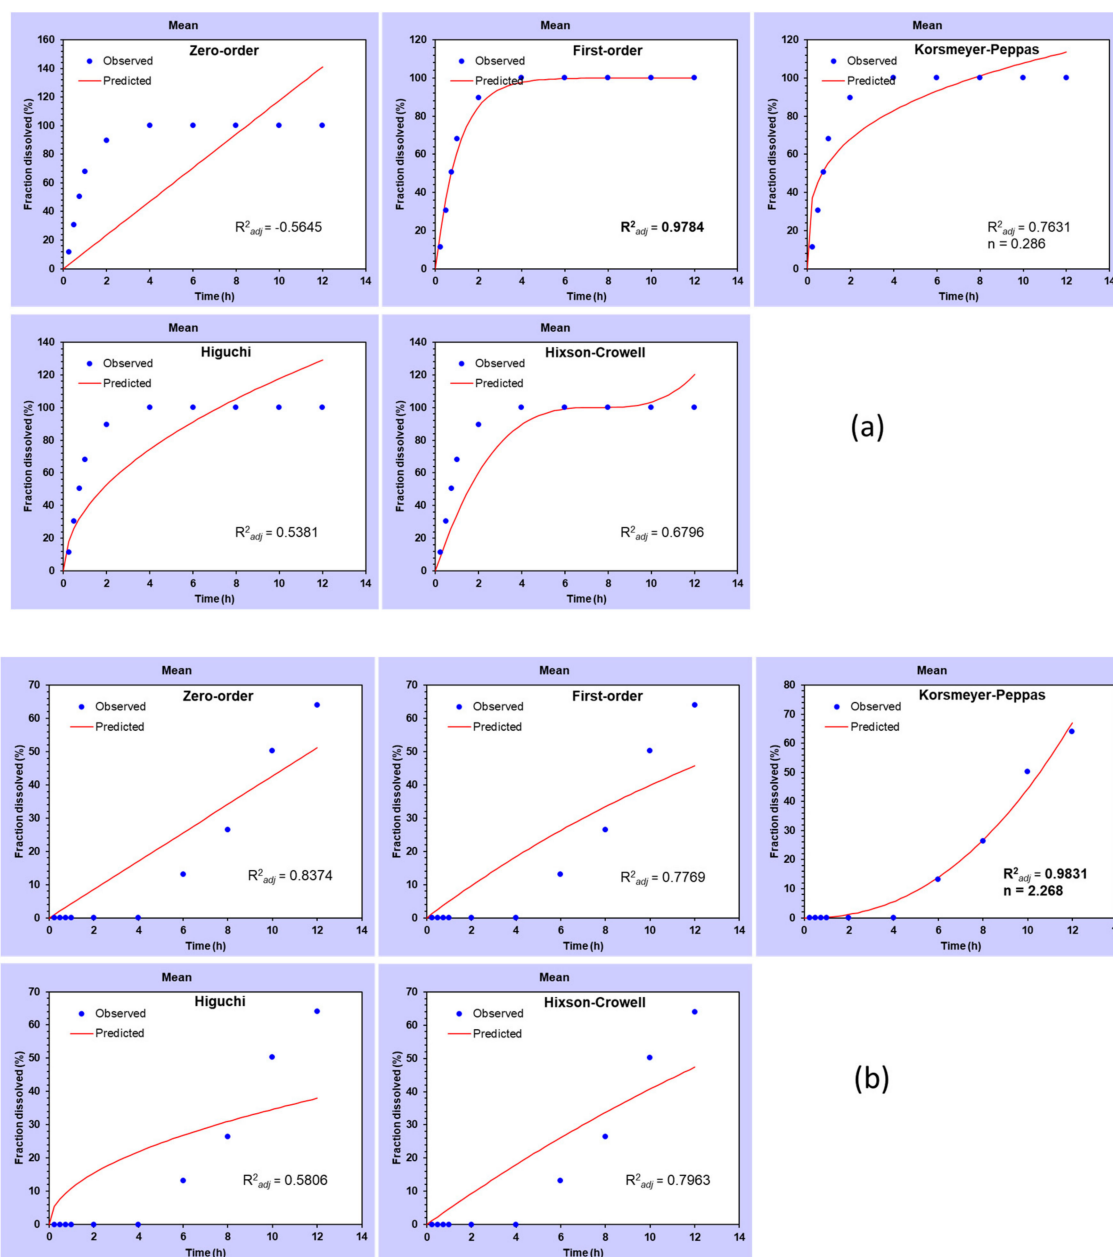 Mean
Zero-order
Observed
Predicted
Fraction dissolved (%)
160
140
120
100
80
60
40
20
0
R²adj = -0.5645
0 2 4 6 8 10 12 14
Time (h)
Mean
First-order
Observed
Predicted
Fraction dissolved (%)
120
100
80
60
40
20
0
R²adj = 0.9784
0 2 4 6 8 10 12 14
Time (h)
Mean
Korsmeyer-Peppas
Observed
Predicted
Fraction dissolved (%)
120
100
80
60
40
20
0
R²adj = 0.7631
n = 0.286
0 2 4 6 8 10 12 14
Time (h)
Mean
Higuchi
Observed
Predicted
Fraction dissolved (%)
140
120
100
80
60
40
20
0
R²adj = 0.5381
0 2 4 6 8 10 12 14
Time (h)
Mean
Hixson-Crowell
Observed
Predicted
Fraction dissolved (%)
140
120
100
80
60
40
20
0
R²adj = 0.6796
0 2 4 6 8 10 12 14
Time (h)
(a)
Mean
Zero-order
Observed
Predicted
Fraction dissolved (%)
70
60
50
40
30
20
10
0
R²adj = 0.8374
0 2 4 6 8 10 12 14
Time (h)
Mean
First-order
Observed
Predicted
Fraction dissolved (%)
70
60
50
40
30
20
10
0
R²adj = 0.7769
0 2 4 6 8 10 12 14
Time (h)
Mean
Korsmeyer-Peppas
Observed
Predicted
Fraction dissolved (%)
80
70
60
50
40
30
20
10
0
R²adj = 0.9831
n = 2.268
0 2 4 6 8 10 12
Time (h)
Mean
Higuchi
Observed
Predicted
Fraction dissolved (%)
70
60
50
40
30
20
10
0
R²adj = 0.5806
0 2 4 6 8 10 12 14
Time (h)
Mean
Hixson-Crowell
Observed
Predicted
Fraction dissolved (%)
70
60
50
40
30
20
10
0
R²adj = 0.7963
0 2 4 6 8 10 12 14
Time (h)
(b)